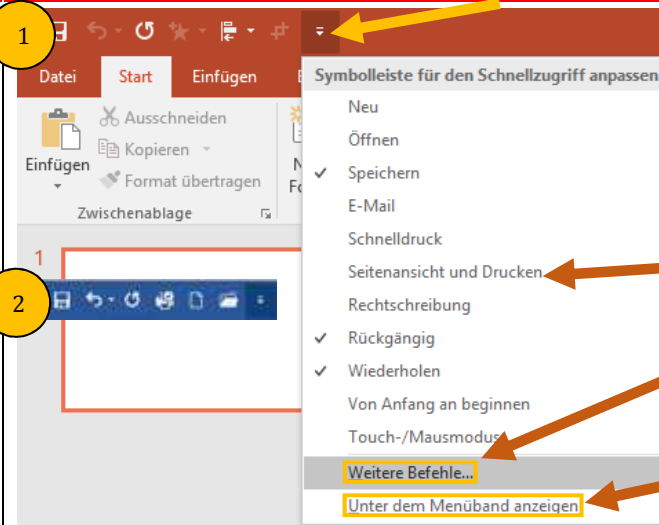 1
Datei Start Einfügen
Symbolleiste für den Schnellzugriff anpassen
Ausschneiden
Kopieren
Einfügen
Format übertragen
Zwischenablage
Neu
Öffnen
Speichern
E-Mail
Schnelldruck
Seitenansicht und Drucken
Rechtschreibung
Rückgängig
Wiederholen
Von Anfang an beginnen
Touch-/Mausmodus
Weitere Befehle...
Unter dem Menüband anzeigen
1
2